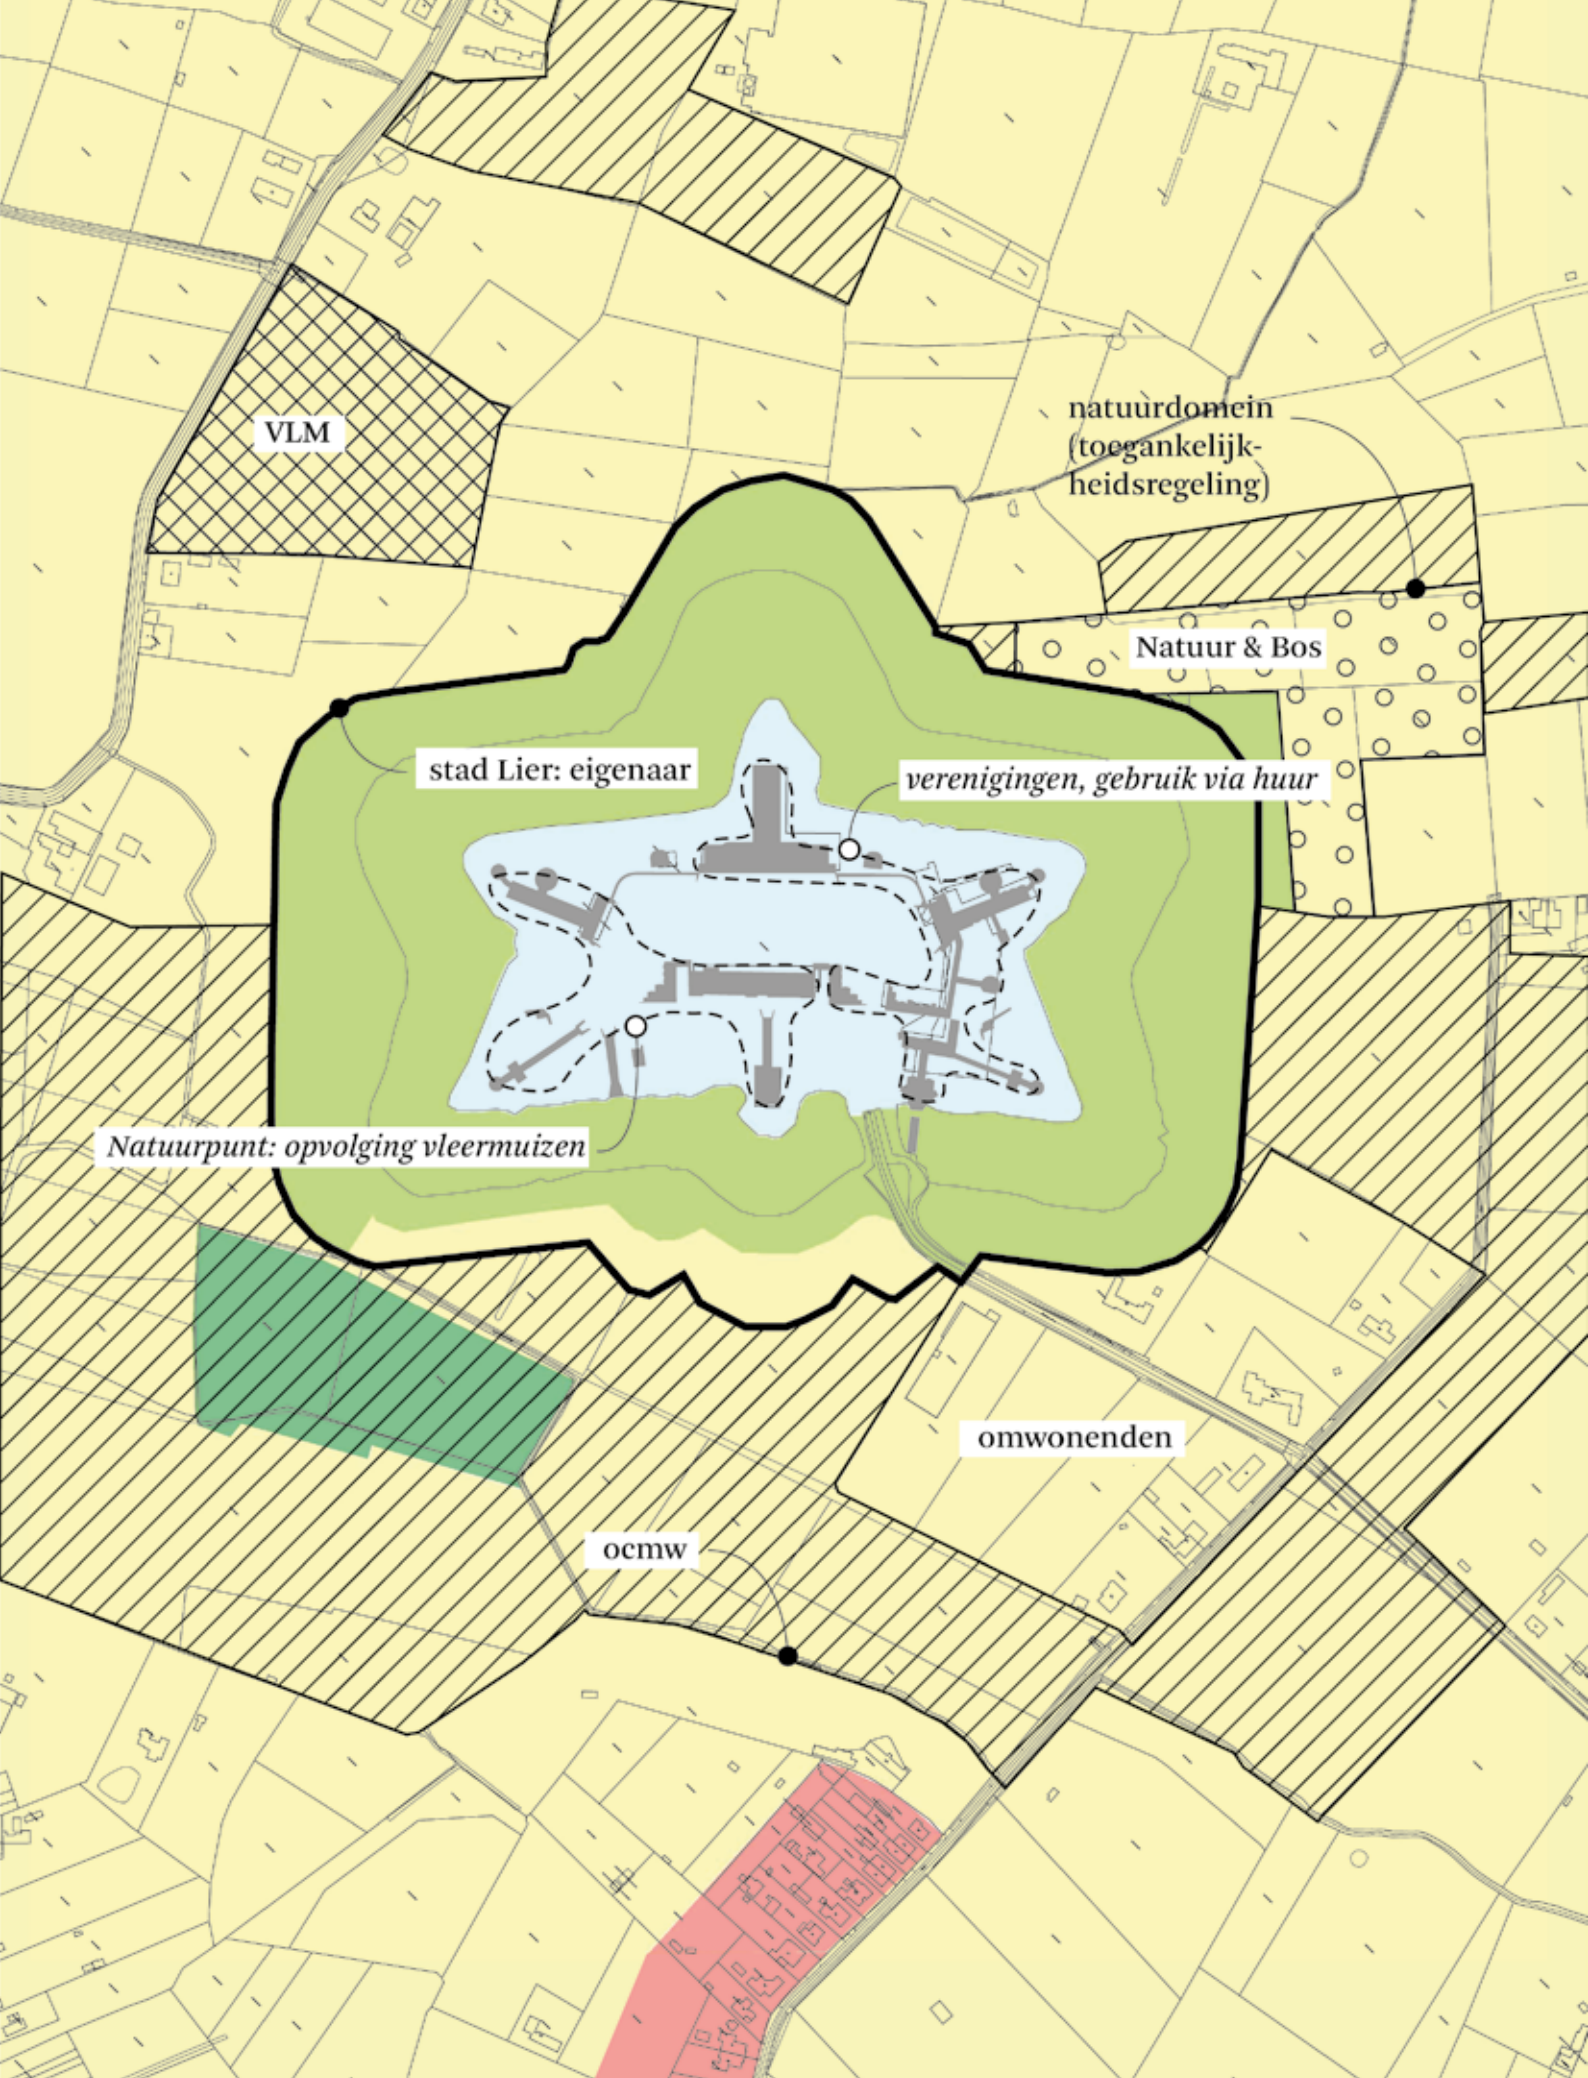 VLM
natuurdomein
(toegankelijk-
heidsregeling)
Natuur & Bos
stad Lier: eigenaar
verenigingen, gebruik via huur
Natuurpunt: opvolging vleermuizen
omwonenden
ocmw